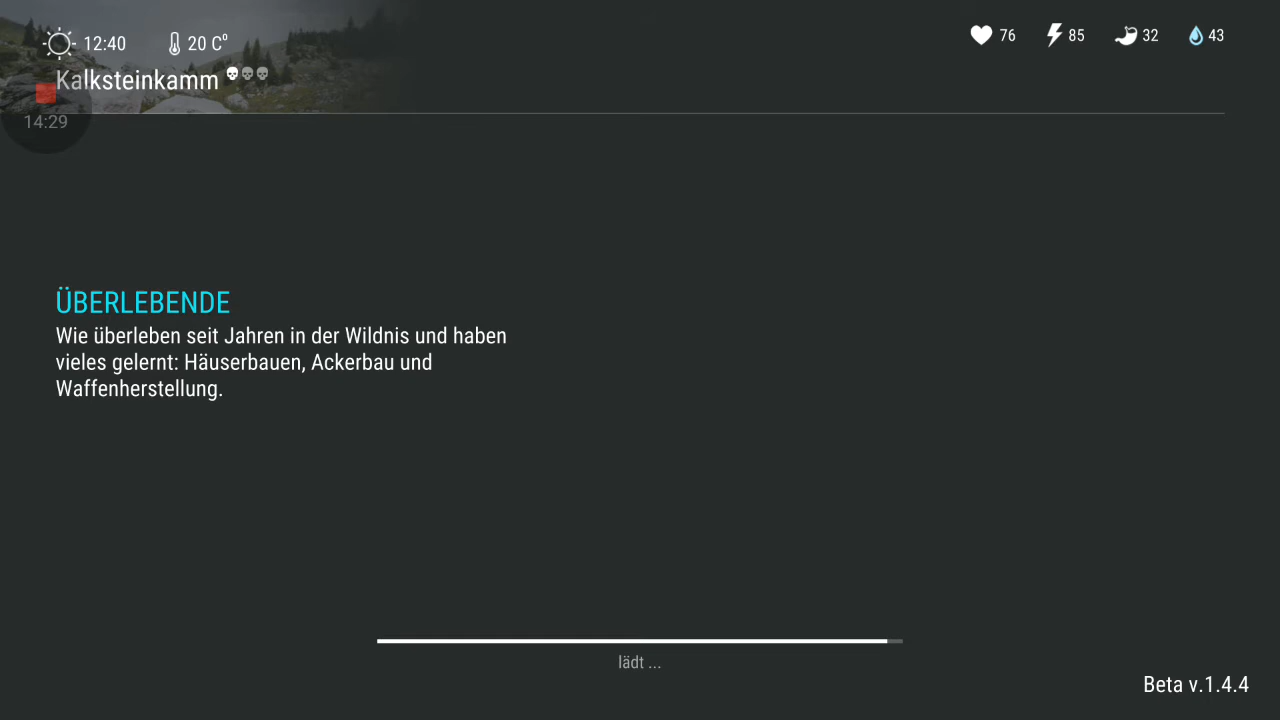 12:40 20 Cº
76 85 32 43
Kalksteinkamm
14:29
ÜBERLEBENDE
Wie überleben seit Jahren in der Wildnis und haben
vieles gelernt: Häuserbauen, Ackerbau und
Waffenherstellung.
lädt ...
Beta v.1.4.4